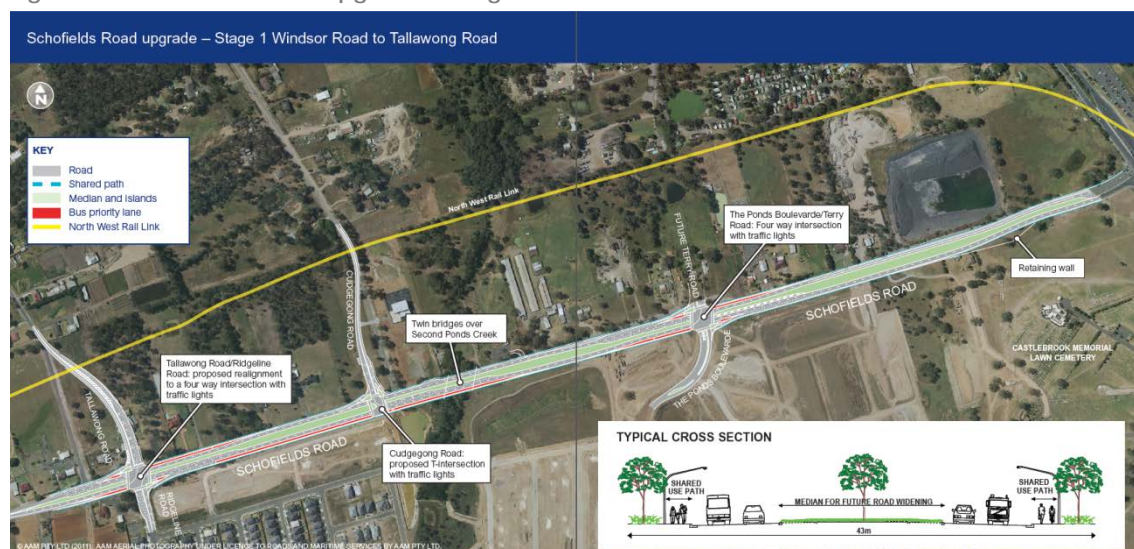 Schofields Road upgrade – Stage 1 Windsor Road to Tallawong Road
N
KEY
Road
Shared path
Median and islands
Bus priority lane
North West Rail Link
North West Rail Link
CUDGEGONG ROAD
FUTURE TERRY ROAD
The Ponds Boulevarde/Terry
Road: Four way intersection
with traffic lights
Retaining wall
SCHOFIELDS ROAD
CASTLEBROOK MEMORIAL
LAWN CEMETERY
Twin bridges over
Second Ponds Creek
THE PONDS BOULEVARDE
Tallawong Road/Ridgeline
Road: proposed realignment
to a four way intersection with
traffic lights
TALLAWONG ROAD
SCHOFIELDS ROAD
RIDGELINE
ROAD
Cudgegong Road:
proposed T-intersection
with traffic lights
TYPICAL CROSS SECTION
SHARED
USE PATH
MEDIAN FOR FUTURE ROAD WIDENING
SHARED
USE PATH
43m
© AAM PTY LTD (2011). AAM AERIAL PHOTOGRAPHY UNDER LICENCE TO ROADS AND MARITIME SERVICES BY AAM PTY LTD.